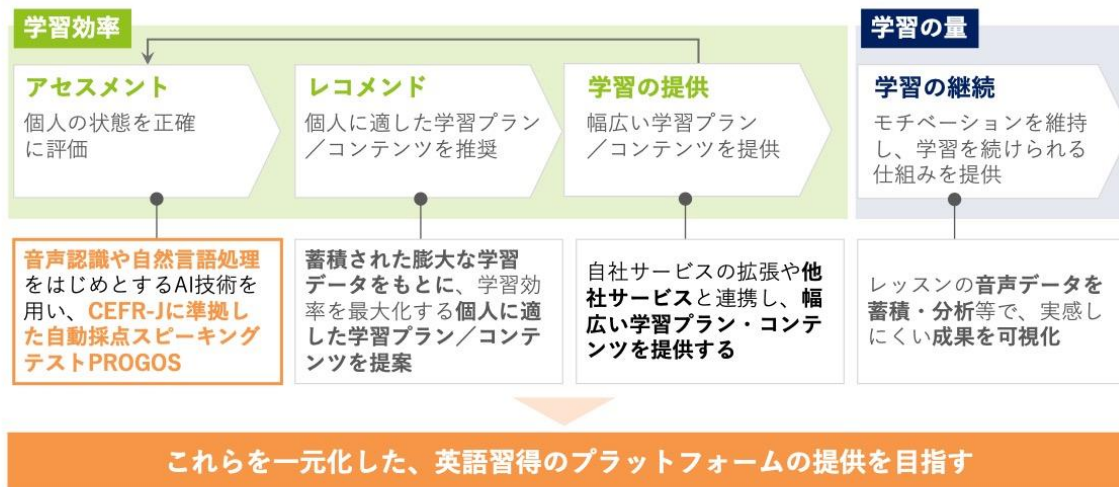 学習効率
アセスメント
個人の状態を正確
に評価
レコメンド
個人に適した学習プラン
／コンテンツを推奨
学習の提供
幅広い学習プラン
／コンテンツを提供
学習の量
学習の継続
モチベーションを維持
し、学習を続けられる
仕組みを提供
音声認識や自然言語処理
をはじめとするAI技術を
用い、CEFR-Jに準拠し
た自動採点スピーキング
テストPROGOS
蓄積された膨大な学習
データをもとに、学習効
率を最大化する個人に適
した学習プラン／コンテ
ンツを提案
自社サービスの拡張や他
社サービスと連携し、幅
広い学習プラン・コンテ
ンツを提供する
レッスンの音声データを
蓄積・分析等で、実感し
にくい成果を可視化
これらを一元化した、英語習得のプラットフォームの提供を目指す